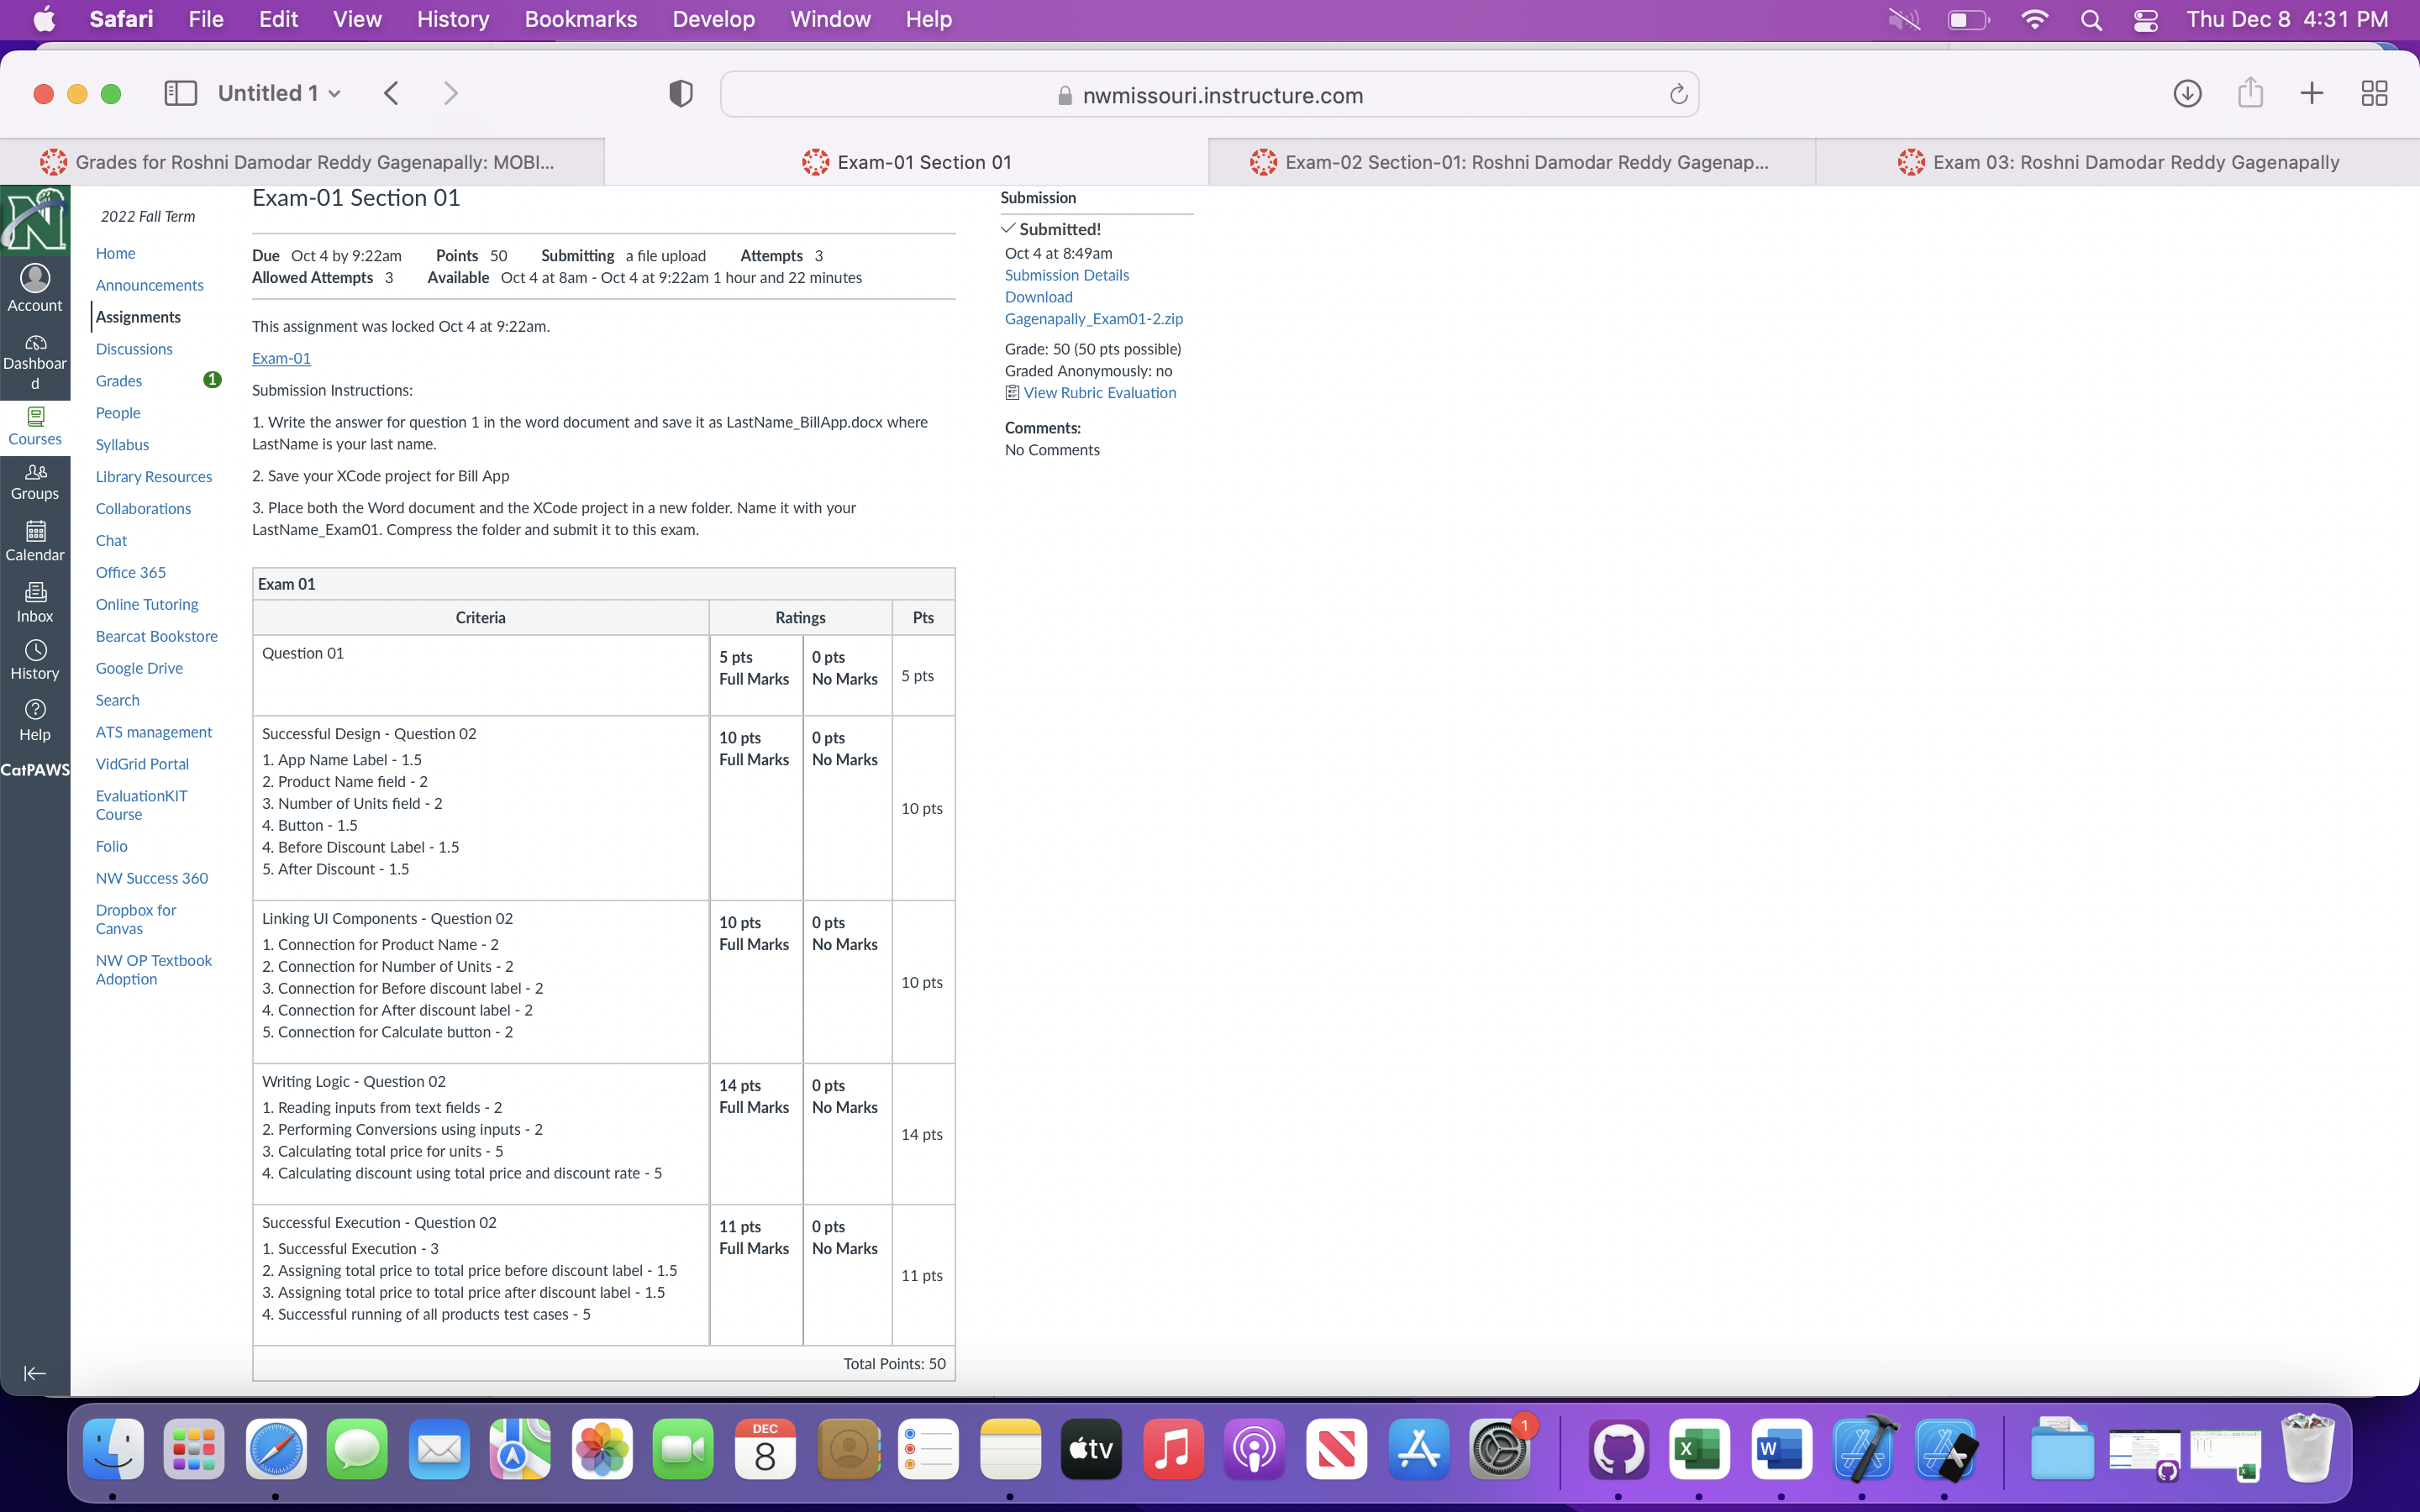 Safari File Edit View History Bookmarks Develop Window Help Thu Dec 8 4:31 PM
Untitled 1 nwmissouri.instructure.com
Grades for Roshni Damodar Reddy Gagenapally: MOBI... Exam-01 Section 01 Exam-02 Section-01: Roshni Damodar Reddy Gagenap... Exam 03: Roshni Damodar Reddy Gagenapally
N
Account
Dashboar
d
Courses
Groups
Calendar
Inbox
History
Help
CatPAWS
2022 Fall Term
Home
Announcements
Assignments
Discussions
Grades 1
People
Syllabus
Library Resources
Collaborations
Chat
Office 365
Online Tutoring
Bearcat Bookstore
Google Drive
Search
ATS management
VidGrid Portal
EvaluationKIT
Course
Folio
NW Success 360
Dropbox for
Canvas
NW OP Textbook
Adoption
Exam-01 Section 01
Due Oct 4 by 9:22am Points 50 Submitting a file upload Attempts 3
Allowed Attempts 3 Available Oct 4 at 8am - Oct 4 at 9:22am 1 hour and 22 minutes
This assignment was locked Oct 4 at 9:22am.
Exam-01
Submission Instructions:
1. Write the answer for question 1 in the word document and save it as LastName_BillApp.docx where
LastName is your last name.
2. Save your XCode project for Bill App
3. Place both the Word document and the XCode project in a new folder. Name it with your
LastName_Exam01. Compress the folder and submit it to this exam.
Exam 01
Criteria Ratings Pts
Question 01
5 pts
Full Marks
0 pts
No Marks
5 pts
Successful Design - Question 02
1. App Name Label - 1.5
2. Product Name field - 2
3. Number of Units field - 2
4. Button - 1.5
4. Before Discount Label - 1.5
5. After Discount - 1.5
10 pts
Full Marks
0 pts
No Marks
10 pts
Linking UI Components - Question 02
1. Connection for Product Name - 2
2. Connection for Number of Units - 2
3. Connection for Before discount label - 2
4. Connection for After discount label - 2
5. Connection for Calculate button - 2
10 pts
Full Marks
0 pts
No Marks
10 pts
Writing Logic - Question 02
1. Reading inputs from text fields - 2
2. Performing Conversions using inputs - 2
3. Calculating total price for units - 5
4. Calculating discount using total price and discount rate - 5
14 pts
Full Marks
0 pts
No Marks
14 pts
Successful Execution - Question 02
1. Successful Execution - 3
2. Assigning total price to total price before discount label - 1.5
3. Assigning total price to total price after discount label - 1.5
4. Successful running of all products test cases - 5
11 pts
Full Marks
0 pts
No Marks
11 pts
Total Points: 50
Submission
Submitted!
Oct 4 at 8:49am
Submission Details
Download
Gagenapally_Exam01-2.zip
Grade: 50 (50 pts possible)
Graded Anonymously: no
View Rubric Evaluation
Comments:
No Comments
DEC
8
tv
1
X
W